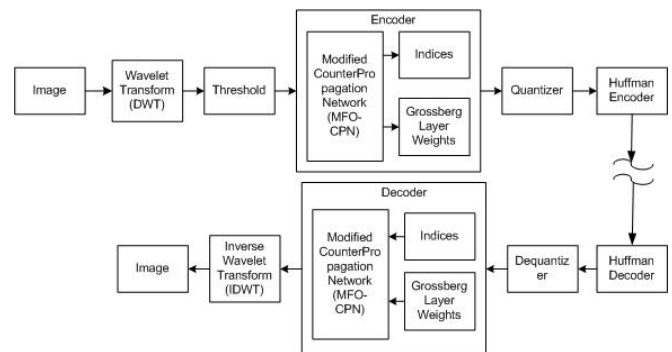 Encoder
Image
Wavelet
Transform
(DWT)
Threshold
Modified
CounterPro
pagation
Network
(MFO-
CPN)
Indices
Grossberg
Layer
Weights
Quantizer
Huffman
Encoder
Decoder
Image
Inverse
Wavelet
Transform
(IDWT)
Modified
CounterPro
pagation
Network
(MFO-
CPN)
Indices
Grossberg
Layer
Weights
Dequantiz
er
Huffman
Decoder